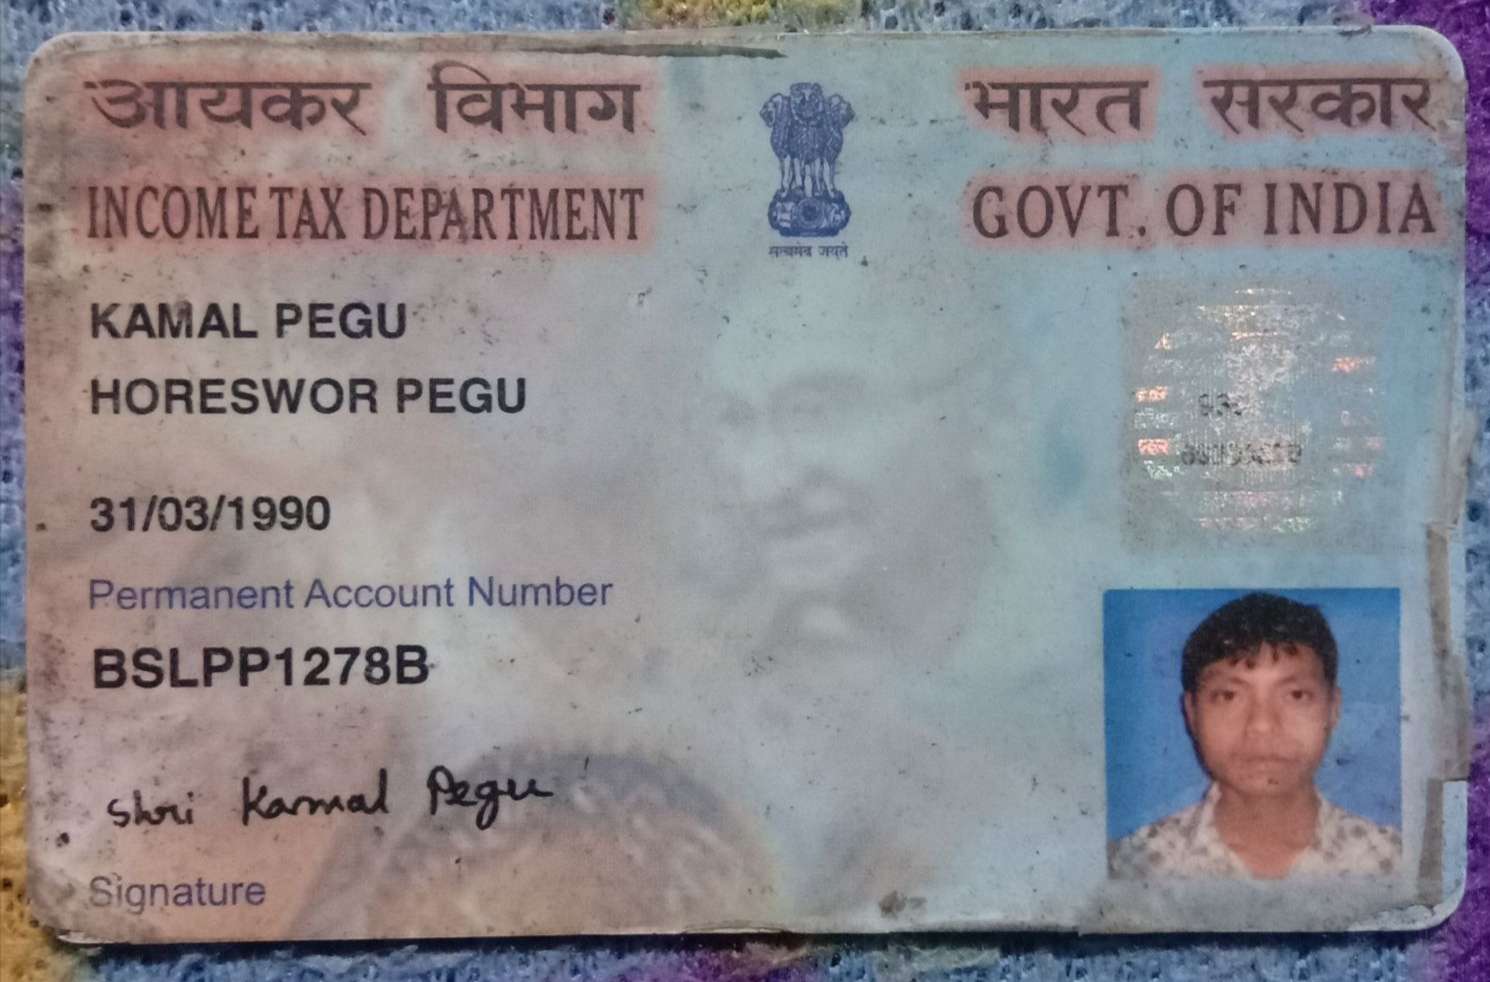 आयकर विभाग
INCOME TAX DEPARTMENT
सत्यमेव जयते
भारत सरकार
GOVT. OF INDIA
KAMAL PEGU
HORESWOR PEGU
31/03/1990
Permanent Account Number
BSLPP1278B
Shri Kamal Pegu
Signature